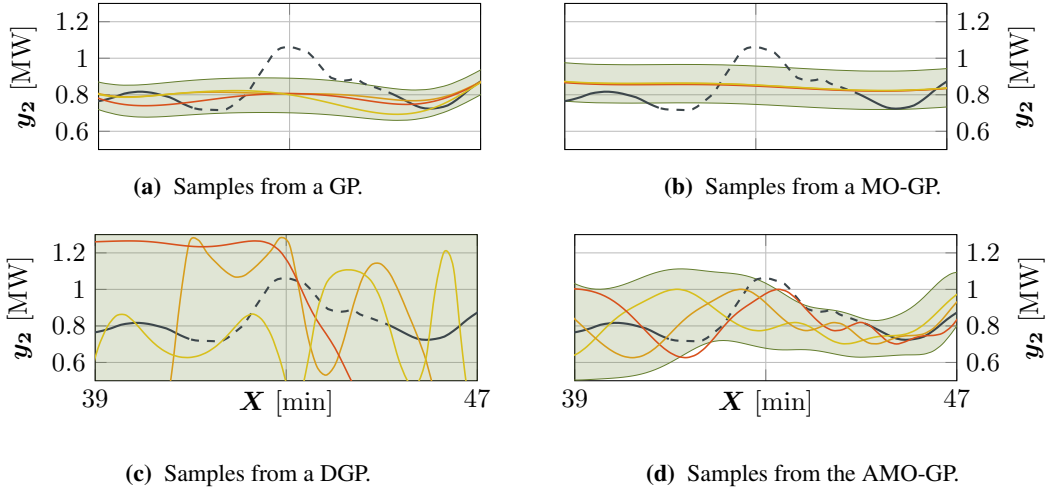 1.2
1
0.8
0.6
y₂ [MW]
1.2
1
0.8
0.6
y₂ [MW]
(a) Samples from a GP.
(b) Samples from a MO-GP.
1.2
1
0.8
0.6
y₂ [MW]
39
X [min]
47
1.2
1
0.8
0.6
y₂ [MW]
39
X [min]
47
(c) Samples from a DGP.
(d) Samples from the AMO-GP.